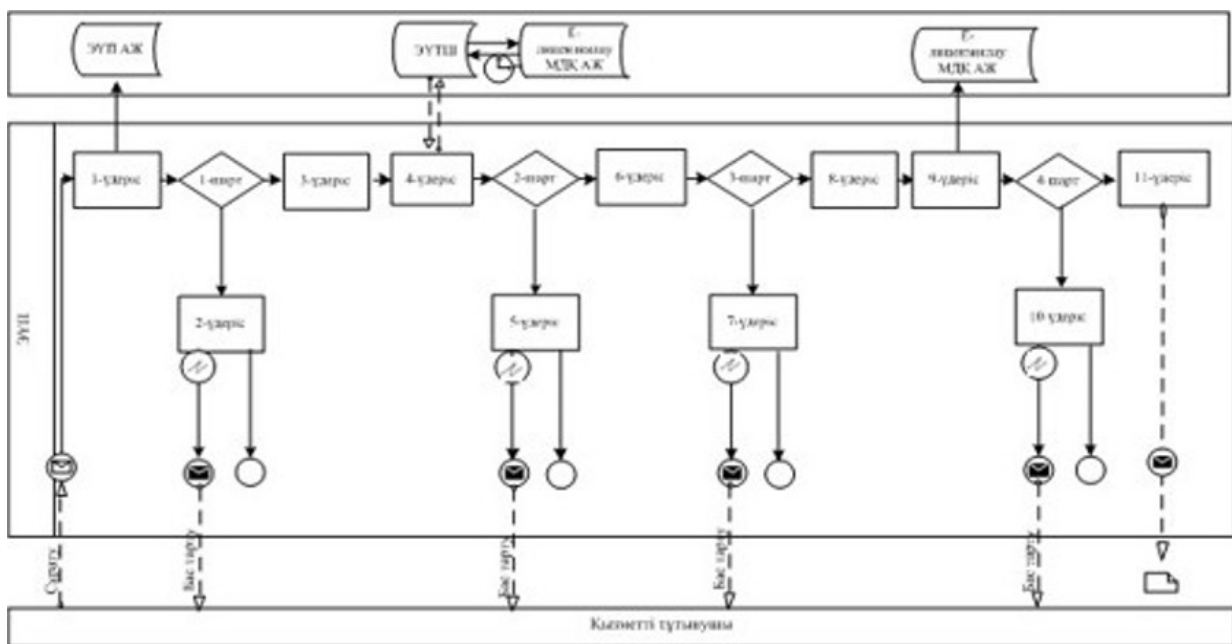 ЭҮП АЖ
ЭҮТШ
Е-
лицензиялау
МДҚ АЖ
Е-
лицензиялау
МДҚ АЖ
1-үдеріс
1-шарт
3-үдеріс
4-үдеріс
2-шарт
6-үдеріс
3-шарт
8-үдеріс
9-үдеріс
4-шарт
11-үдеріс
2-үдеріс
5-үдеріс
7-үдеріс
10-үдеріс
Бас тарту
Бас тарту
Бас тарту
Бас тарту
Қызметті тұтынушы